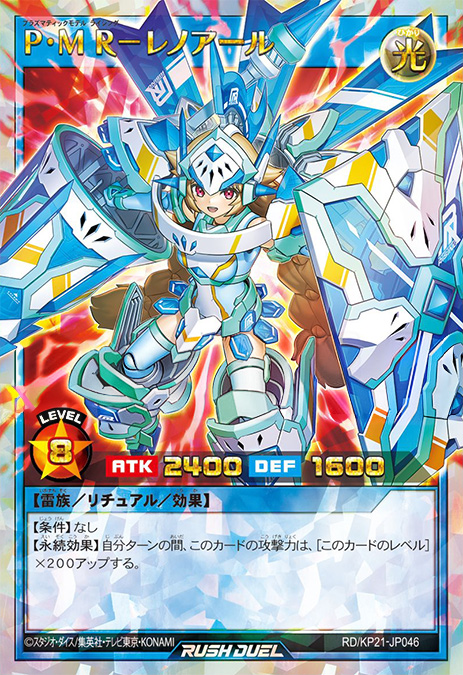 プラズマティックモデル ライジング
P・M R－レノアール
ひかり
光
LEVEL
8
ATK 2400 DEF 1600
【雷族／リチュアル／効果】
【条件】なし
【永続効果】自分ターンの間、このカードの攻撃力は、［このカードのレベル］
×200アップする。
©スタジオ・ダイス/集英社・テレビ東京・KONAMI
RUSH DUEL
RD/KP21-JP046